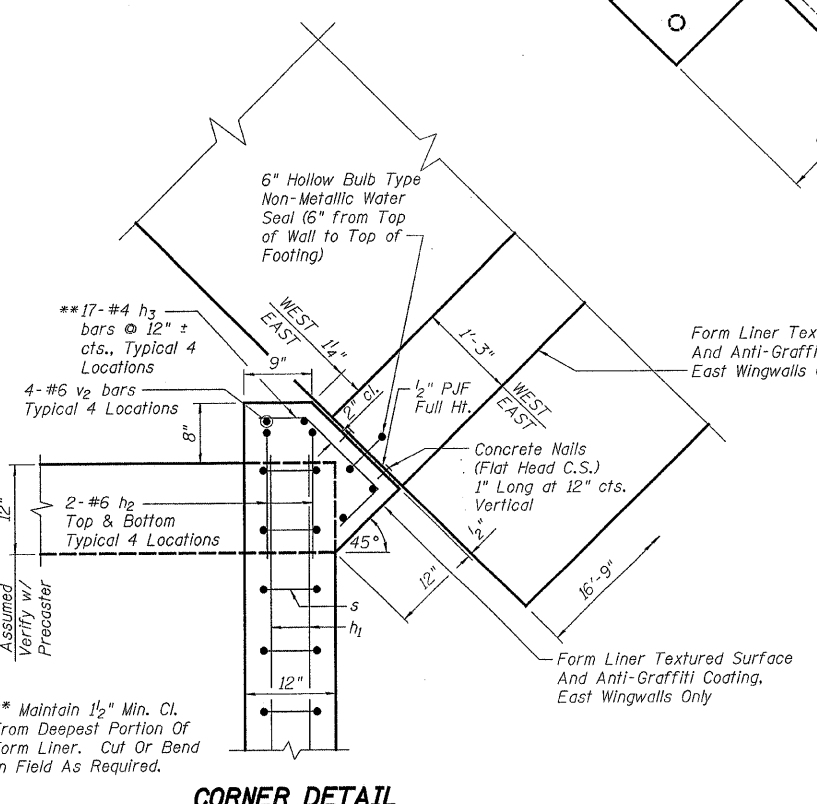 6" Hollow Bulb Type
Non-Metallic Water
Seal (6" from Top
of Wall to Top of
Footing)
**17-#4 h3
bars @ 12" ±
cts., Typical 4
Locations
WEST
EAST
1¼"
9"
4-#6 v2 bars
Typical 4 Locations
8"
2" cl.
½" PJF
Full Ht.
1'-3"
WEST
EAST
Form Liner Tex
And Anti-Graffi
East Wingwalls
Concrete Nails
(Flat Head C.S.)
1" Long at 12" cts.
Vertical
12"
2-#6 h2
Top & Bottom
Typical 4 Locations
45°
½"
12"
16'-9"
Assumed
Verify w/
Precaster
s
h1
12"
Form Liner Textured Surface
And Anti-Graffiti Coating,
East Wingwalls Only
* Maintain 1½" Min. Cl.
From Deepest Portion Of
Form Liner. Cut Or Bend
In Field As Required.
CORNER DETAIL